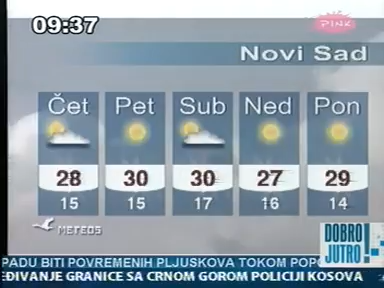 09:37
PINK
Novi Sad
Čet Pet Sub Ned Pon
28 30 30 27 29
15 15 17 16 14
METEOS
DOBRO
JUTRO!
PADU BITI POVREMENIH PLJUSKOVA TOKOM POPO
EĐIVANJE GRANICE SA CRNOM GOROM POLICIJI KOSOVA